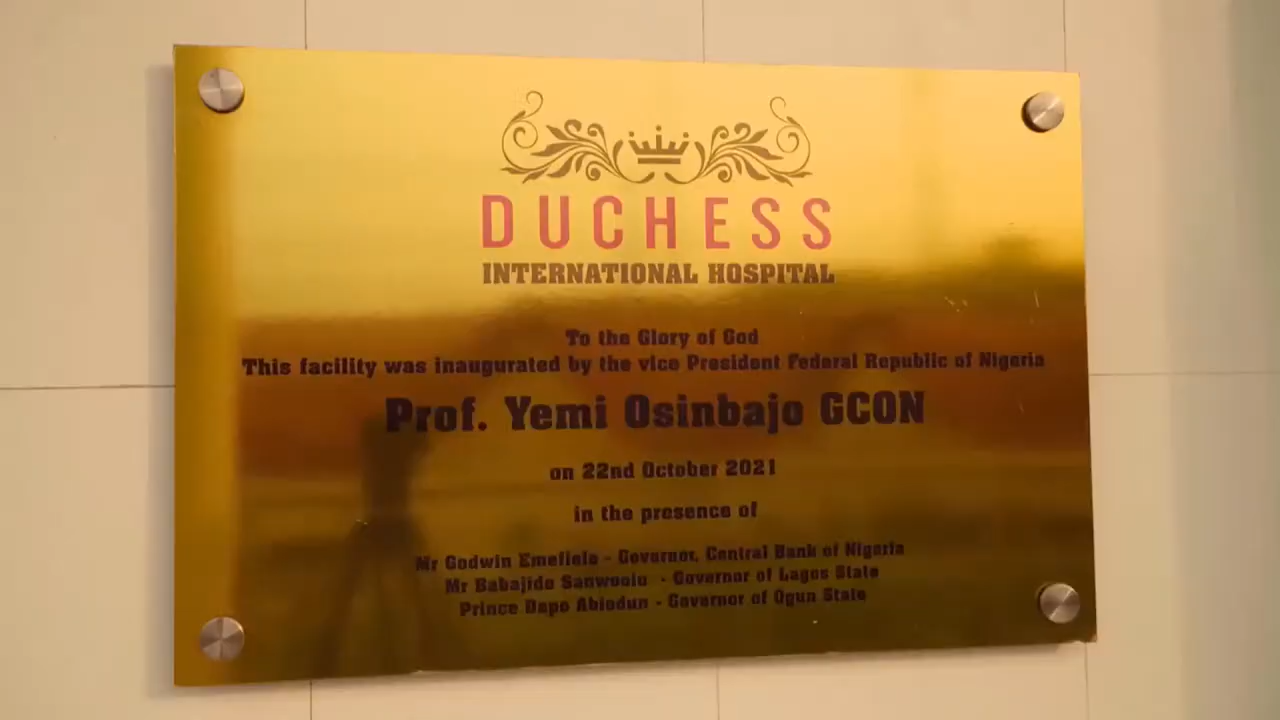 DUCHESS
INTERNATIONAL HOSPITAL
To the Glory of God
This facility was inaugurated by the vice President Federal Republic of Nigeria
Prof. Yemi Osinbajo GCON
on 22nd October 2021
in the presence of
Mr Godwin Emefiele - Governor, Central Bank of Nigeria
Mr Babajide Sanwoolu - Governor of Lagos State
Prince Dapo Abiodun - Governor of Ogun State